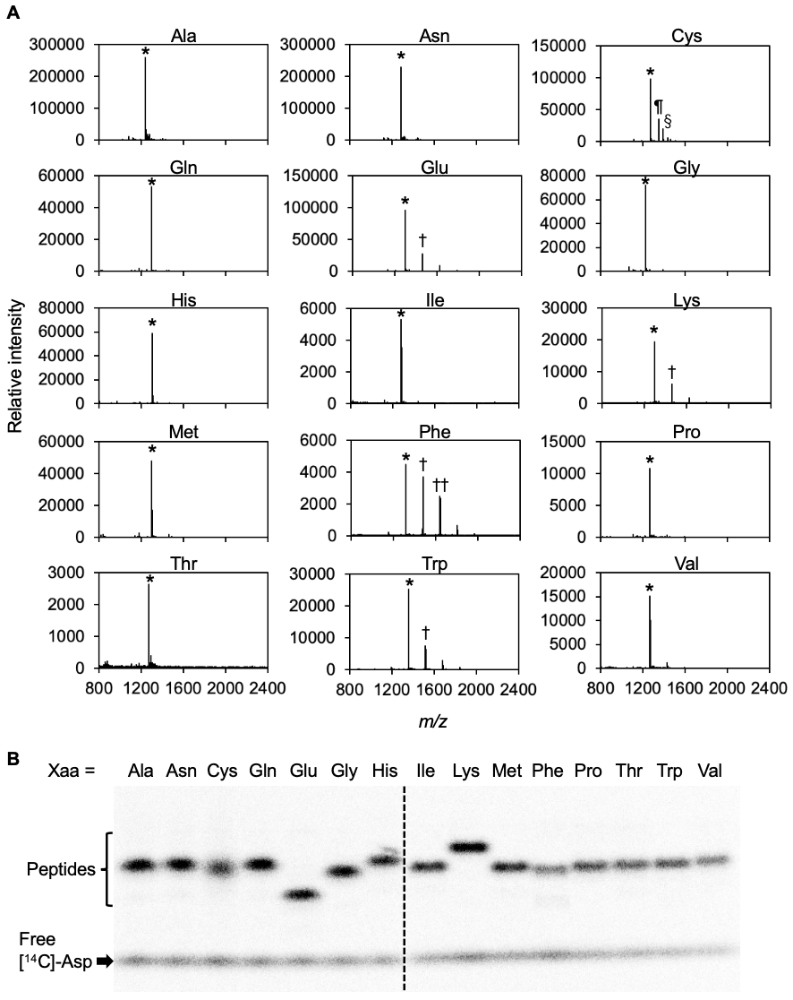 A
Ala Asn Cys
300000 300000 150000
200000 200000 100000
100000 100000 50000
0 0 0
* * * ¶ §
Gln Glu Gly
60000 150000 80000
40000 100000 60000
20000 50000 40000
0 0 20000
0
* * † *
His Ile Lys
80000 6000 30000
60000 4000 20000
40000 2000 10000
20000 0 0
0
* * * †
Relative intensity
Met Phe Pro
60000 6000 15000
40000 4000 10000
20000 2000 5000
0 0 0
* * † †† *
Thr Trp Val
3000 30000 20000
2000 20000 15000
1000 10000 10000
0 0 5000
0
* * † *
800 1200 1600 2000 2400 800 1200 1600 2000 2400 800 1200 1600 2000 2400
m/z
B
Xaa = Ala Asn Cys Gln Glu Gly His Ile Lys Met Phe Pro Thr Trp Val
Peptides
Free
[¹⁴C]-Asp